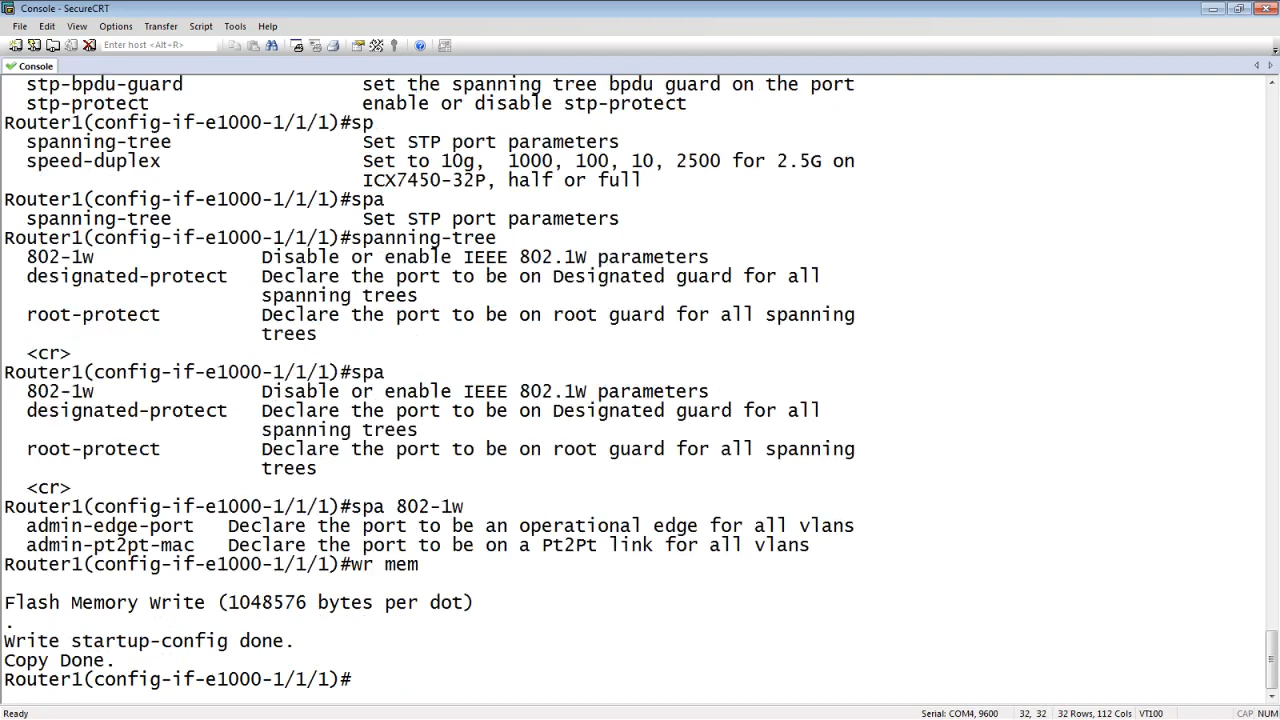 Console - SecureCRT
File Edit View Options Transfer Script Tools Help
Enter host <Alt+R>
Console
stp-bpdu-guard set the spanning tree bpdu guard on the port
stp-protect enable or disable stp-protect
Router1(config-if-e1000-1/1/1)#sp
spanning-tree Set STP port parameters
speed-duplex Set to 10g, 1000, 100, 10, 2500 for 2.5G on
ICX7450-32P, half or full
Router1(config-if-e1000-1/1/1)#spa
spanning-tree Set STP port parameters
Router1(config-if-e1000-1/1/1)#spanning-tree
802-1w Disable or enable IEEE 802.1W parameters
designated-protect Declare the port to be on Designated guard for all
spanning trees
root-protect Declare the port to be on root guard for all spanning
trees
<cr>
Router1(config-if-e1000-1/1/1)#spa
802-1w Disable or enable IEEE 802.1W parameters
designated-protect Declare the port to be on Designated guard for all
spanning trees
root-protect Declare the port to be on root guard for all spanning
trees
<cr>
Router1(config-if-e1000-1/1/1)#spa 802-1w
admin-edge-port Declare the port to be an operational edge for all vlans
admin-pt2pt-mac Declare the port to be on a Pt2Pt link for all vlans
Router1(config-if-e1000-1/1/1)#wr mem
Flash Memory Write (1048576 bytes per dot)
.
Write startup-config done.
Copy Done.
Router1(config-if-e1000-1/1/1)#
Ready Serial: COM4, 9600 32, 32 32 Rows, 112 Cols VT100 CAP NUM